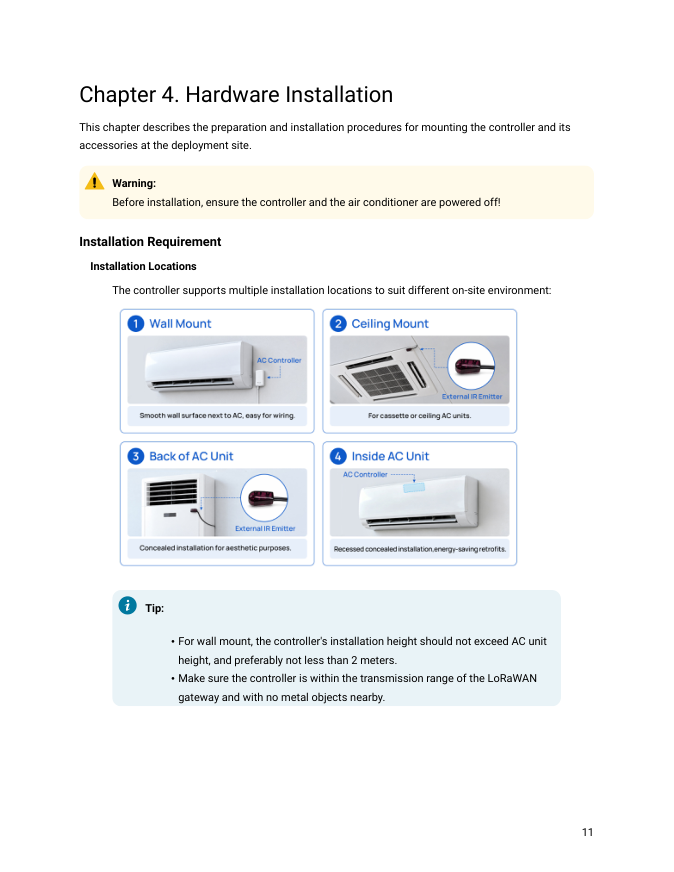 Chapter 4. Hardware Installation
This chapter describes the preparation and installation procedures for mounting the controller and its
accessories at the deployment site.
Warning:
Before installation, ensure the controller and the air conditioner are powered off!
Installation Requirement
Installation Locations
The controller supports multiple installation locations to suit different on-site environment:
1 Wall Mount
AC Controller
Smooth wall surface next to AC, easy for wiring.
2 Ceiling Mount
External IR Emitter
For cassette or ceiling AC units.
3 Back of AC Unit
External IR Emitter
Concealed installation for aesthetic purposes.
4 Inside AC Unit
AC Controller
Recessed concealed installation,energy-saving retrofits.
i Tip:
• For wall mount, the controller's installation height should not exceed AC unit
height, and preferably not less than 2 meters.
• Make sure the controller is within the transmission range of the LoRaWAN
gateway and with no metal objects nearby.
11